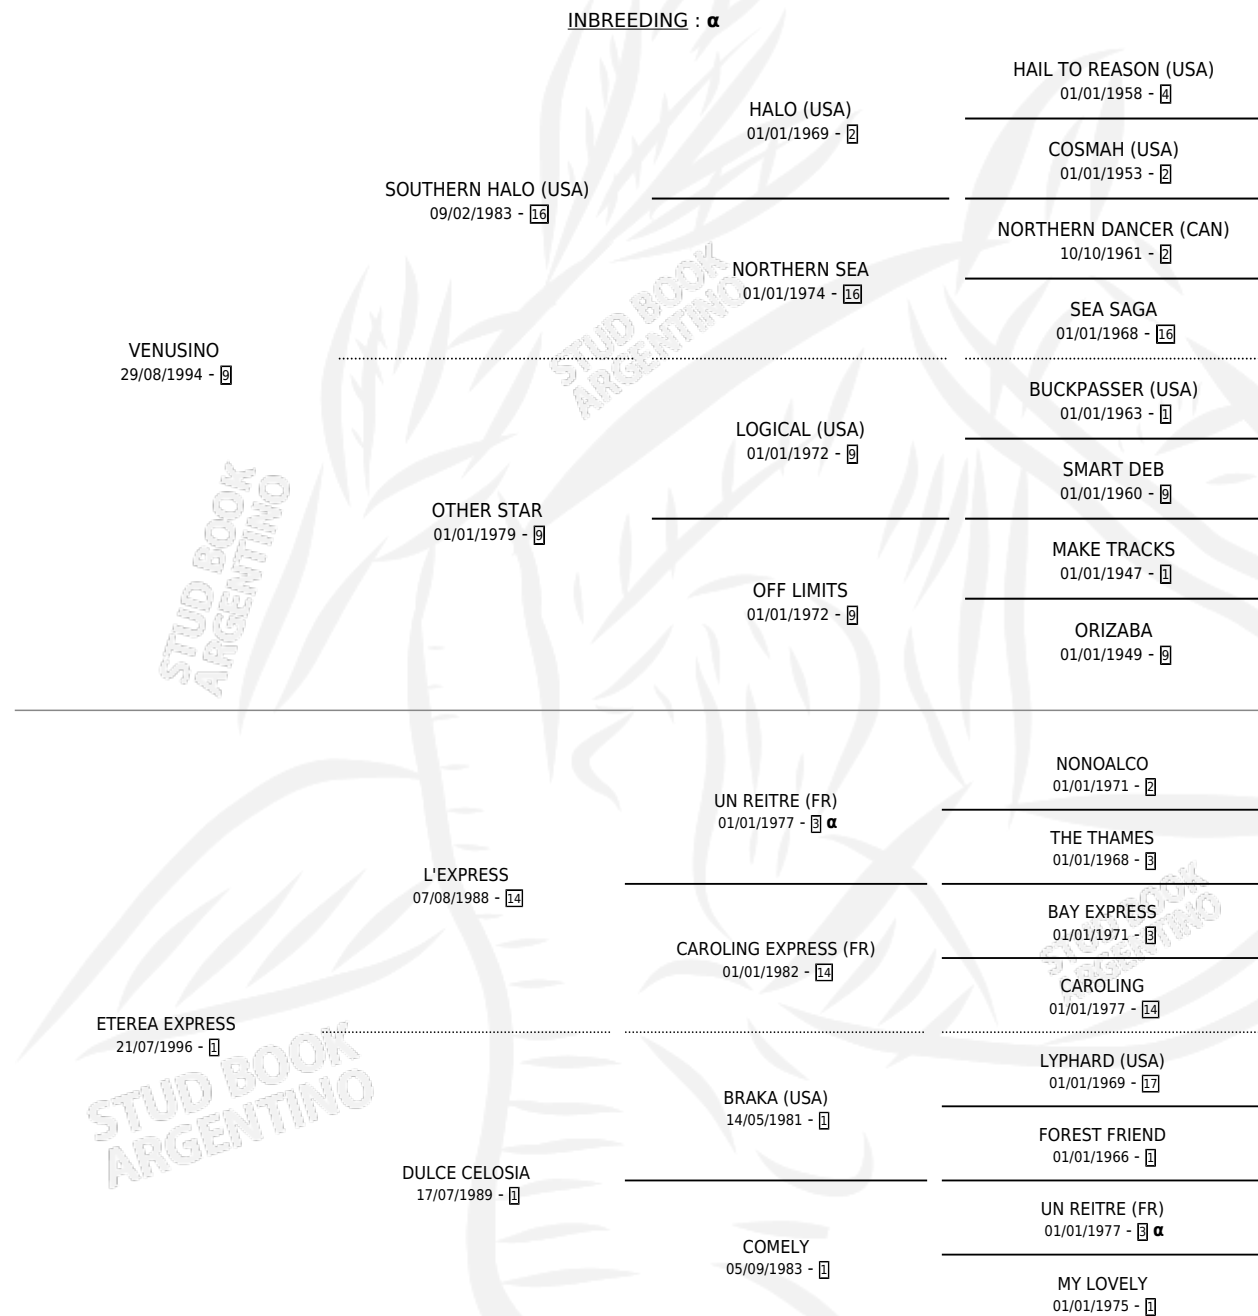 INBREEDING : α
HAIL TO REASON (USA)
01/01/1958 - 4
HALO (USA)
01/01/1969 - 2
COSMAH (USA)
01/01/1953 - 2
SOUTHERN HALO (USA)
09/02/1983 - 16
NORTHERN DANCER (CAN)
10/10/1961 - 2
NORTHERN SEA
01/01/1974 - 16
SEA SAGA
01/01/1968 - 16
VENUSINO
29/08/1994 - 9
BUCKPASSER (USA)
01/01/1963 - 1
LOGICAL (USA)
01/01/1972 - 9
SMART DEB
01/01/1960 - 9
OTHER STAR
01/01/1979 - 9
MAKE TRACKS
01/01/1947 - 1
OFF LIMITS
01/01/1972 - 9
ORIZABA
01/01/1949 - 9
NONOALCO
01/01/1971 - 2
UN REITRE (FR)
01/01/1977 - 3 α
THE THAMES
01/01/1968 - 3
L'EXPRESS
07/08/1988 - 14
BAY EXPRESS
01/01/1971 - 3
CAROLING EXPRESS (FR)
01/01/1982 - 14
CAROLING
01/01/1977 - 14
ETEREA EXPRESS
21/07/1996 - 1
LYPHARD (USA)
01/01/1969 - 17
BRAKA (USA)
14/05/1981 - 1
FOREST FRIEND
01/01/1966 - 1
DULCE CELOSIA
17/07/1989 - 1
UN REITRE (FR)
01/01/1977 - 3 α
COMELY
05/09/1983 - 1
MY LOVELY
01/01/1975 - 1
STUD BOOK
ARGENTINO
STUD BOOK
ARGENTINO
STUD BOOK
ARGENTINO
STUD BOOK
ARGENTINO